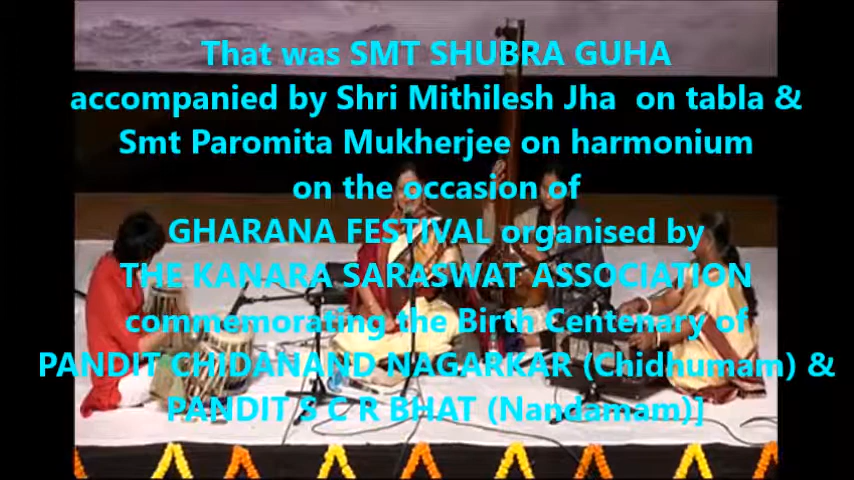 That was SMT SHUBRA GUHA
accompanied by Shri Mithilesh Jha on tabla &
Smt Paromita Mukherjee on harmonium
on the occasion of
GHARANA FESTIVAL organised by
THE KANARA SARASWAT ASSOCIATION
commemorating the Birth Centenary of
PANDIT CHIDANAND NAGARKAR (Chidhumam) &
PANDIT S C R BHAT (Nandamam)]